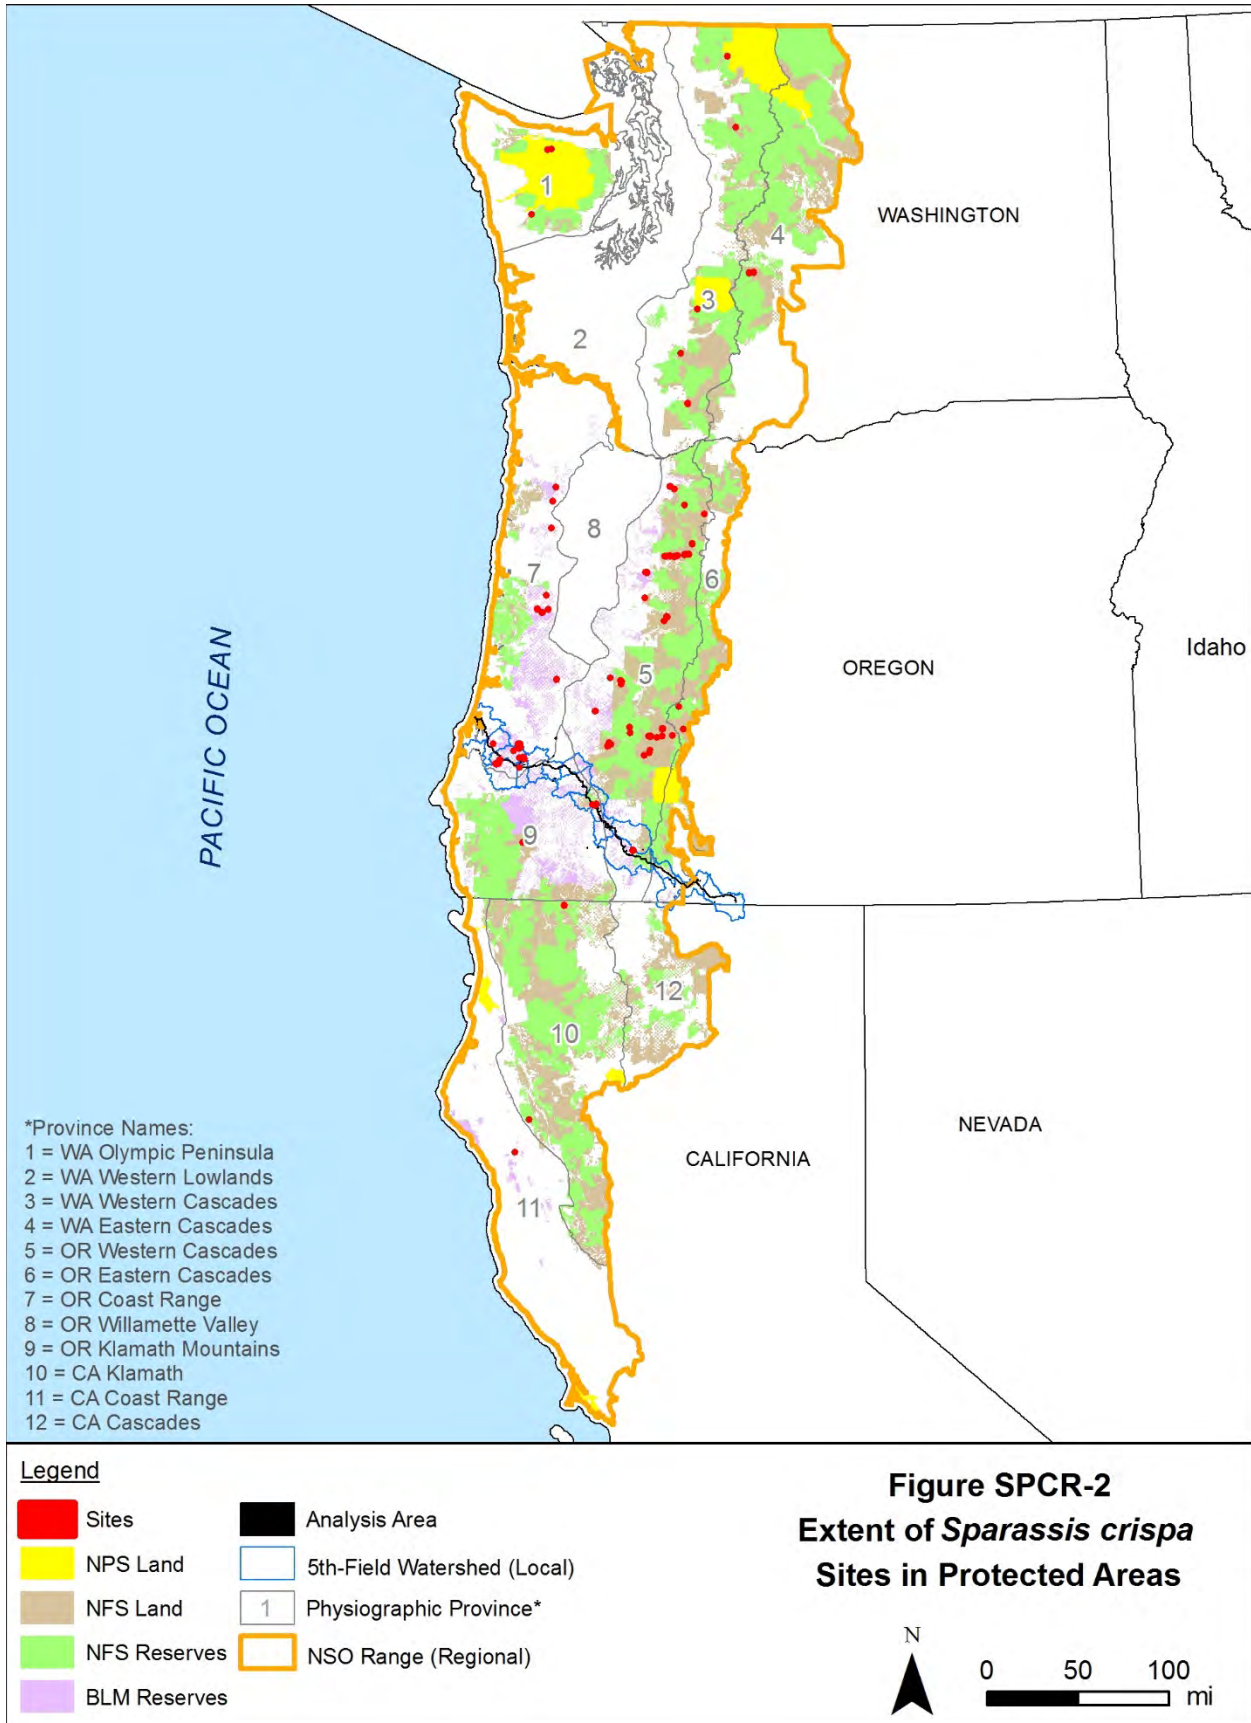 WASHINGTON
1
4
3
2
8
7
6
OREGON
Idaho
5
PACIFIC OCEAN
9
12
10
NEVADA
CALIFORNIA
11
*Province Names:
1 = WA Olympic Peninsula
2 = WA Western Lowlands
3 = WA Western Cascades
4 = WA Eastern Cascades
5 = OR Western Cascades
6 = OR Eastern Cascades
7 = OR Coast Range
8 = OR Willamette Valley
9 = OR Klamath Mountains
10 = CA Klamath
11 = CA Coast Range
12 = CA Cascades
Legend
Sites
NPS Land
NFS Land
NFS Reserves
BLM Reserves
Analysis Area
5th-Field Watershed (Local)
1 Physiographic Province*
NSO Range (Regional)
Figure SPCR-2
Extent of Sparassis crispa
Sites in Protected Areas
N
0 50 100
mi